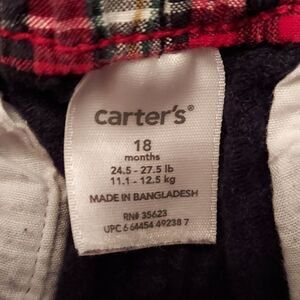 carter's®
18
months
24.5 - 27.5 lb
11.1 - 12.5 kg
MADE IN BANGLADESH
RN# 35623
UPC 6 64454 49238 7